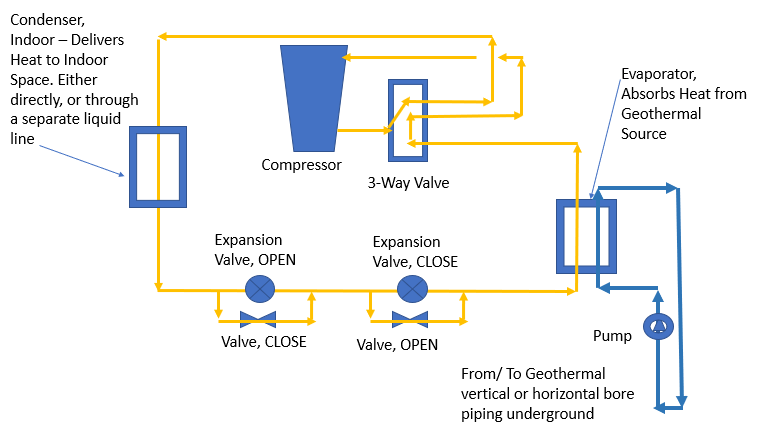 Condenser,
Indoor – Delivers
Heat to Indoor
Space. Either
directly, or through
a separate liquid
line
Compressor
3-Way Valve
Evaporator,
Absorbs Heat from
Geothermal
Source
Expansion
Valve, OPEN
Expansion
Valve, CLOSE
Valve, CLOSE
Valve, OPEN
Pump
From/ To Geothermal
vertical or horizontal bore
piping underground